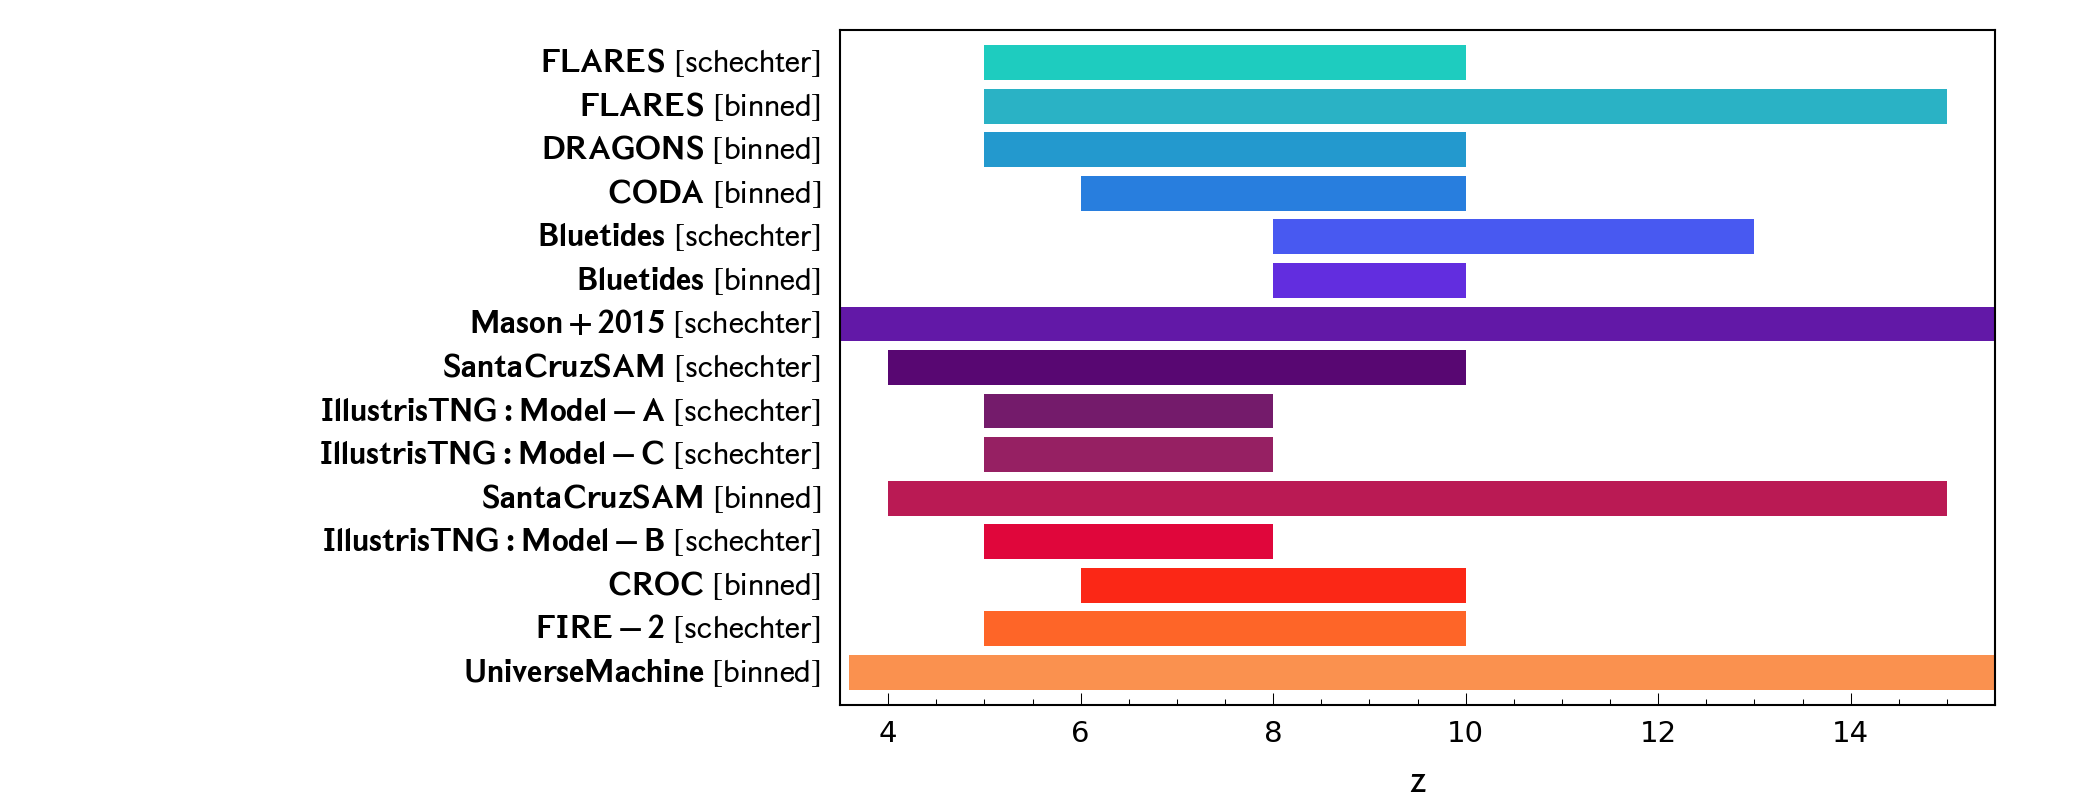 FLARES [schechter]
FLARES [binned]
DRAGONS [binned]
CODA [binned]
Bluetides [schechter]
Bluetides [binned]
Mason + 2015 [schechter]
SantaCruzSAM [schechter]
IllustrisTNG : Model – A [schechter]
IllustrisTNG : Model – C [schechter]
SantaCruzSAM [binned]
IllustrisTNG : Model – B [schechter]
CROC [binned]
FIRE – 2 [schechter]
UniverseMachine [binned]
4 6 8 10 12 14
z